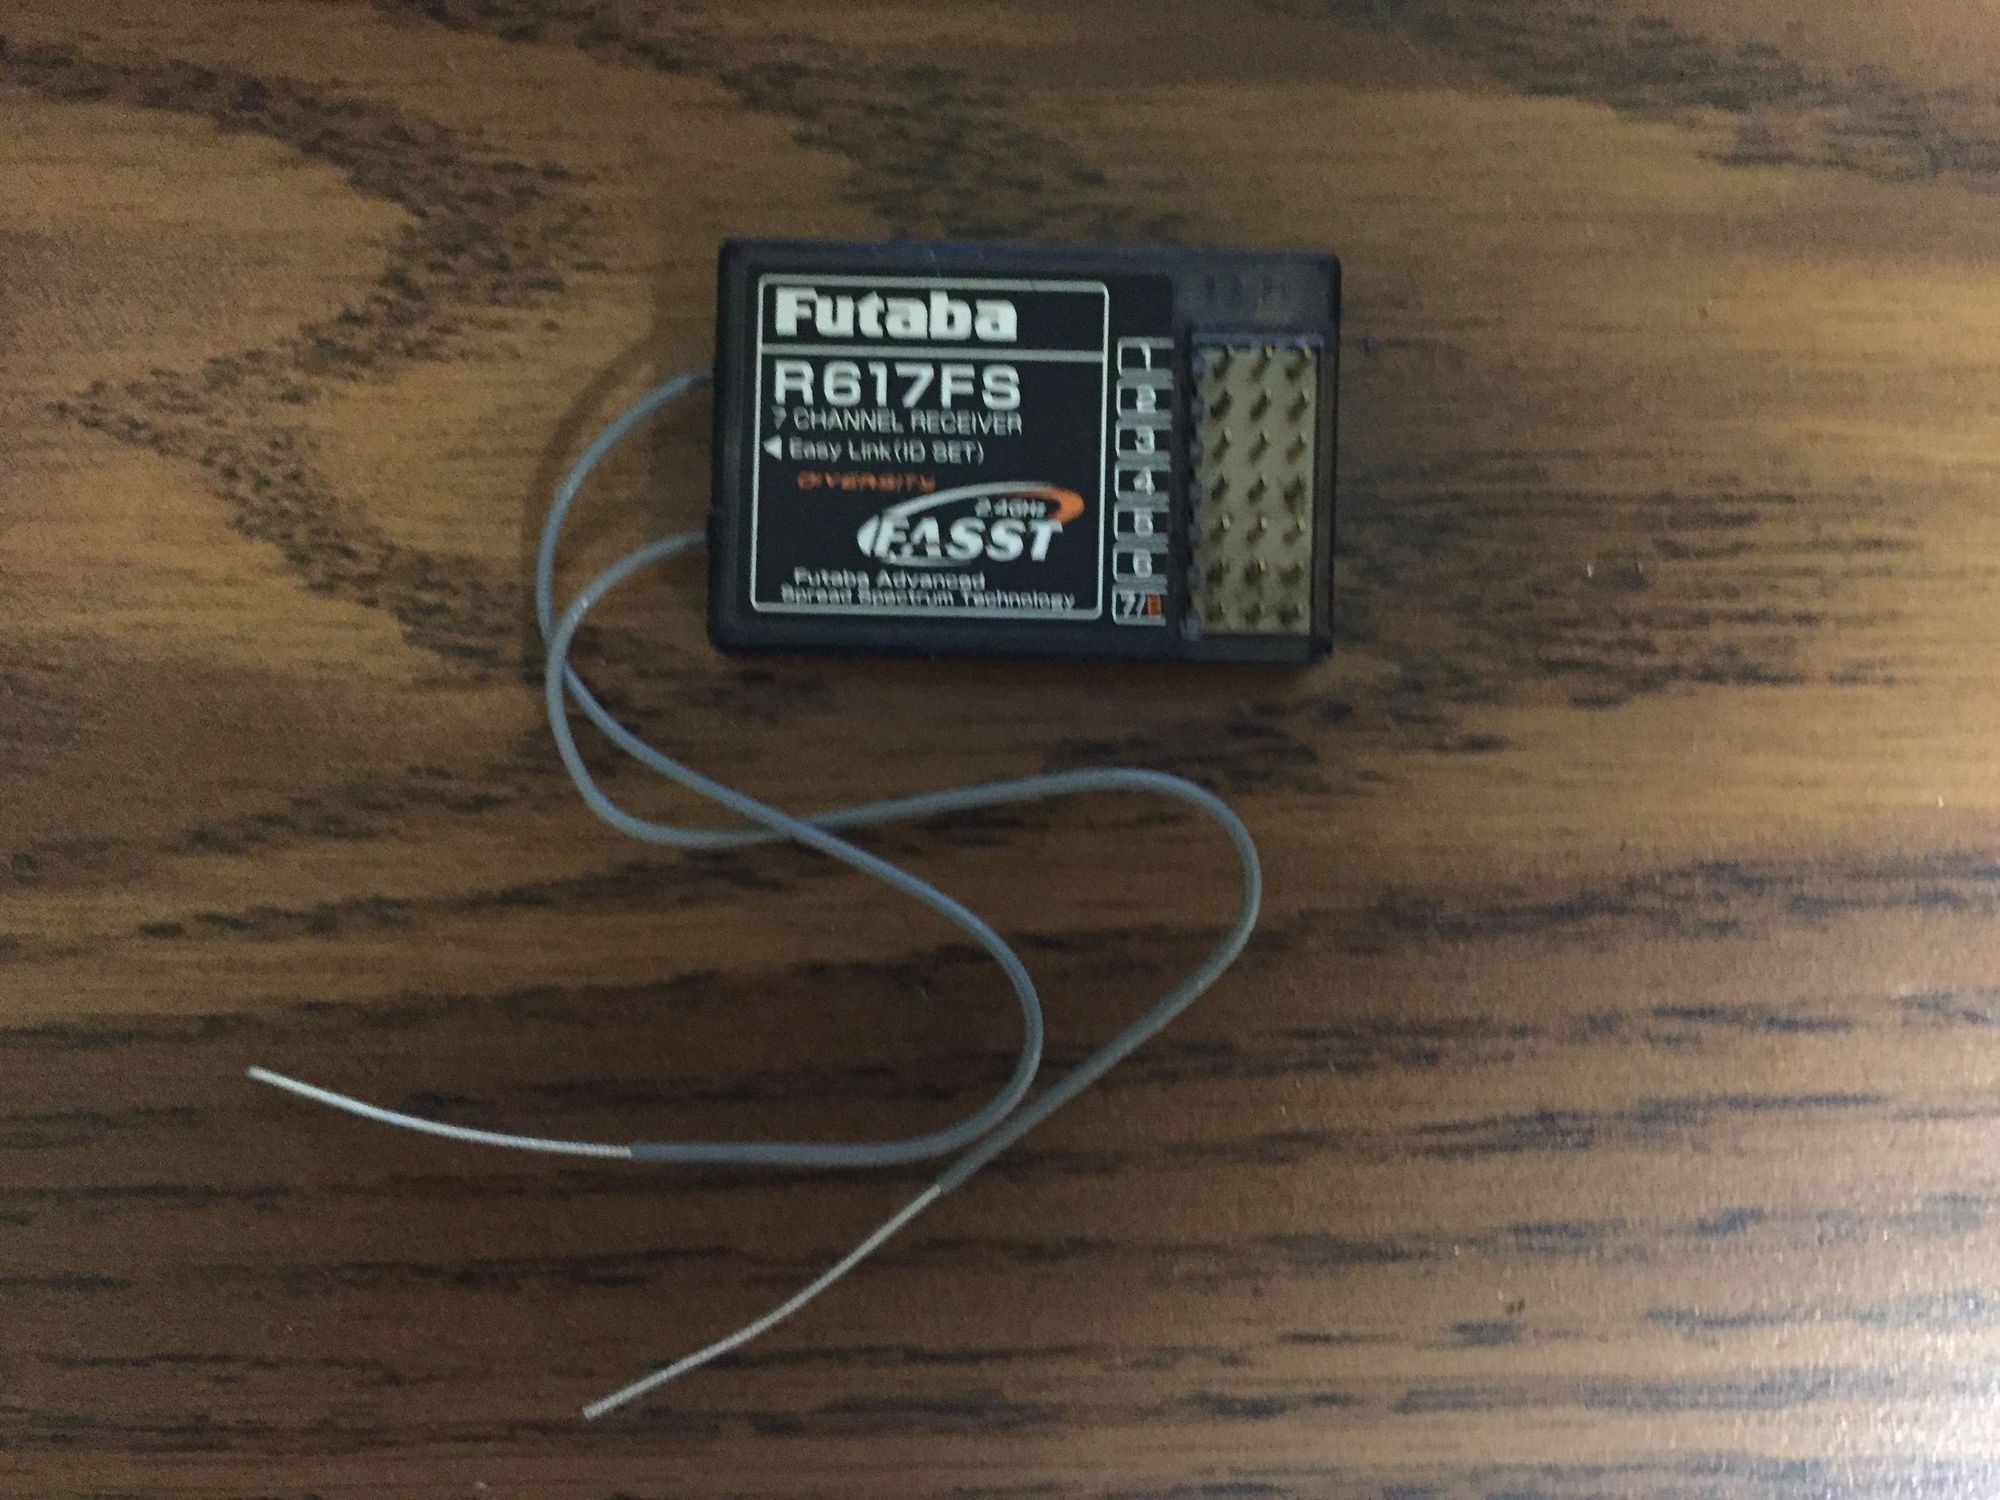 Futaba
R617FS
7 CHANNEL RECEIVER
Easy Link(ID SET)
DIVERSITY
2.4GHz
FASST
Futaba Advanced
Spread Spectrum Technology
1
2
3
4
5
6
7/B